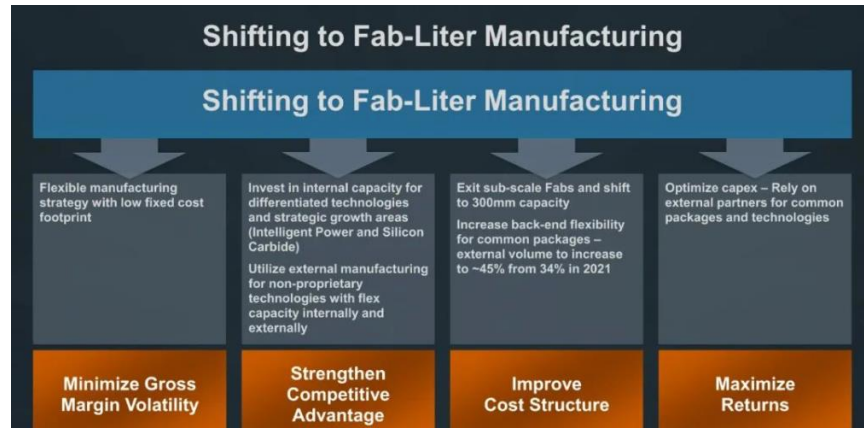 Shifting to Fab-Liter Manufacturing
Shifting to Fab-Liter Manufacturing
Flexible manufacturing
strategy with low fixed cost
footprint
Minimize Gross
Margin Volatility
Invest in internal capacity for
differentiated technologies
and strategic growth areas
(Intelligent Power and Silicon
Carbide)
Utilize external manufacturing
for non-proprietary
technologies with flex
capacity internally and
externally
Strengthen
Competitive
Advantage
Exit sub-scale Fabs and shift
to 300mm capacity
Increase back-end flexibility
for common packages –
external volume to increase
to ~45% from 34% in 2021
Improve
Cost Structure
Optimize capex – Rely on
external partners for common
packages and technologies
Maximize
Returns